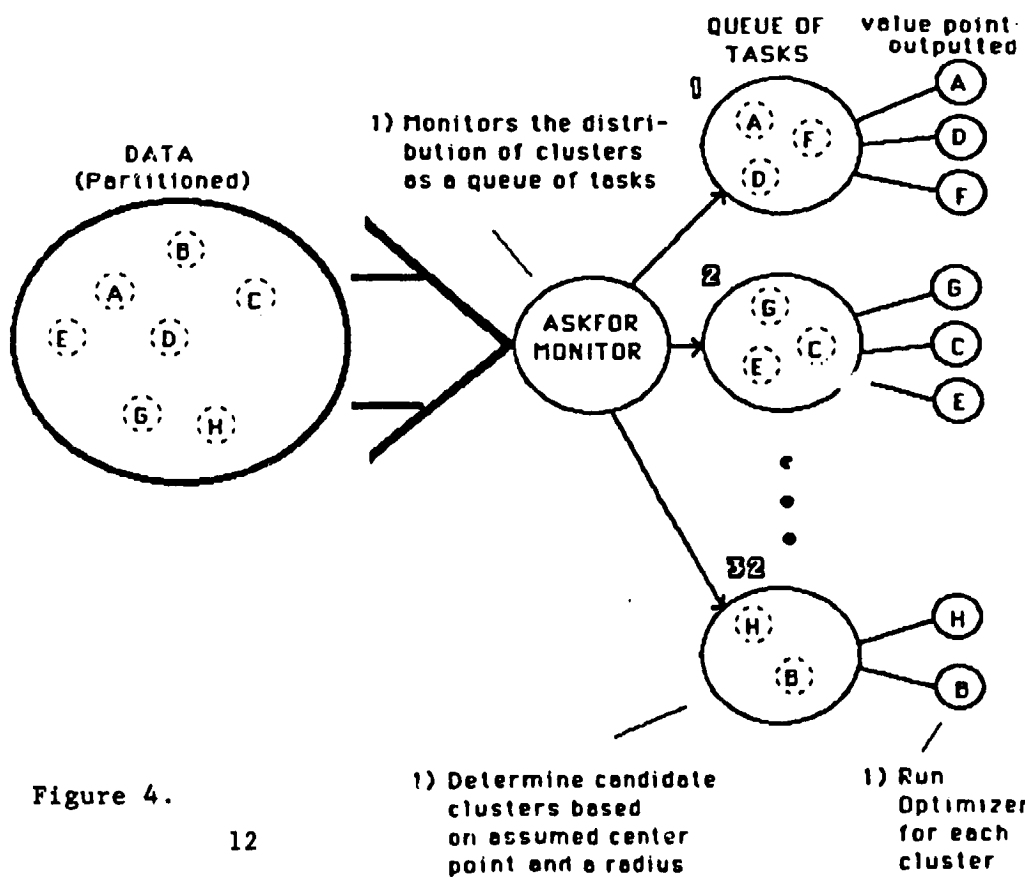 QUEUE OF
TASKS
value point
outputted
1) Monitors the distri-
bution of clusters
as a queue of tasks
DATA
(Partitioned)
B
A
C
E
D
G
H
ASKFOR
MONITOR
1
A
F
D
A
D
F
2
G
C
E
G
C
E
32
H
B
H
B
1) Determine candidate
clusters based
on assumed center
point and a radius
1) Run
Optimizer
for each
cluster
Figure 4.
12